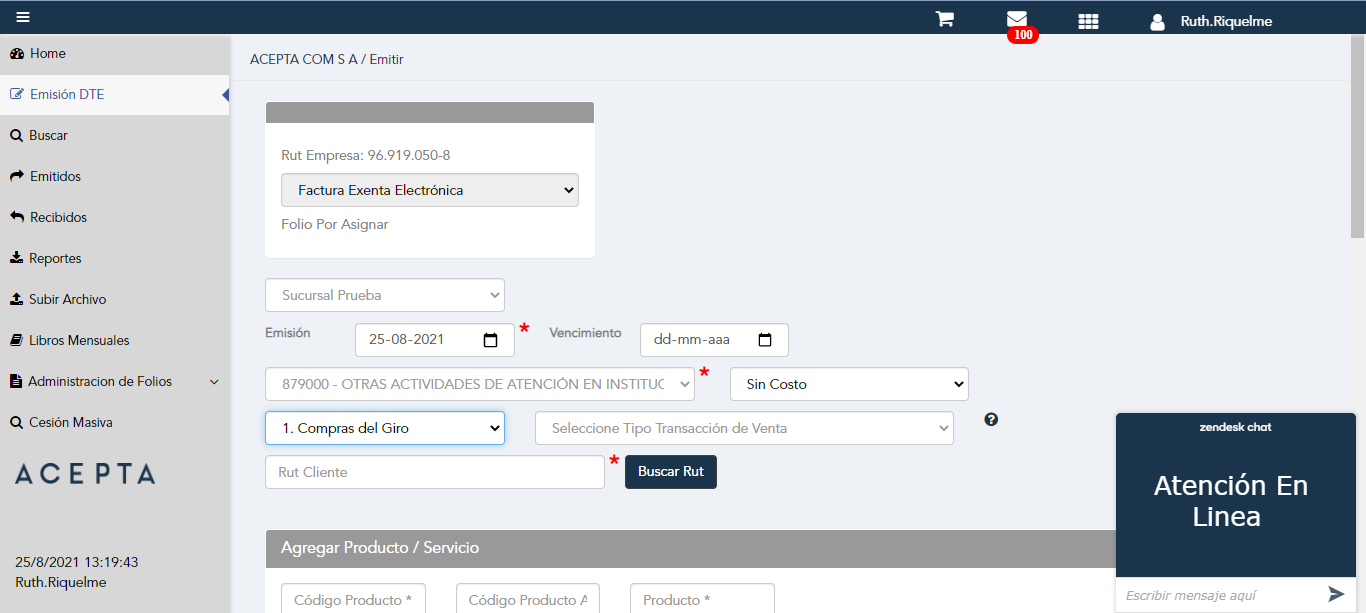 Ruth.Riquelme
100
Home
Emisión DTE
Buscar
Emitidos
Recibidos
Reportes
Subir Archivo
Libros Mensuales
Administracion de Folios
Cesión Masiva
ACEPTA
25/8/2021 13:19:43
Ruth.Riquelme
ACEPTA COM S A / Emitir
Rut Empresa: 96.919.050-8
Factura Exenta Electrónica
Folio Por Asignar
Sucursal Prueba
Emisión 25-08-2021 * Vencimiento dd-mm-aaa
879000 - OTRAS ACTIVIDADES DE ATENCIÓN EN INSTITUC * Sin Costo
1. Compras del Giro Seleccione Tipo Transacción de Venta ?
Rut Cliente * Buscar Rut
Agregar Producto / Servicio
Código Producto * Código Producto A Producto *
zendesk chat
Atención En
Linea
Escribir mensaje aquí